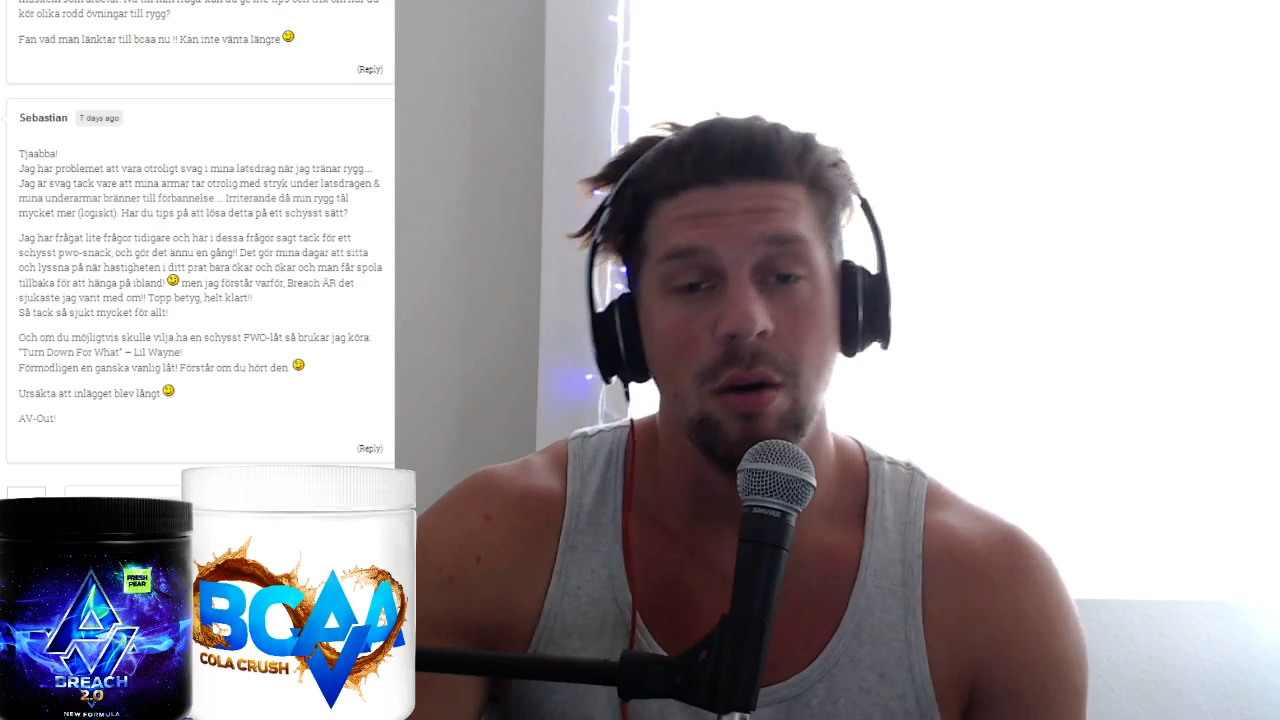 kör olika rodd övningar till rygg?
Fan vad man länktar till bcaa nu !! Kan inte vänta längre
(Reply)
Sebastian 7 days ago
Tjaabba!
Jag har problemet att vara otroligt svag i mina latsdrag när jag tränar rygg...
Jag är svag tack vare att mina armar tar otrolig med stryk under latsdragen &
mina underarmar bränner till förbannelse... Irriterande då min rygg tål
mycket mer (logiskt). Har du tips på att lösa detta på ett schysst sätt?
Jag har frågat lite frågor tidigare och har i dessa frågor sagt tack för ett
schysst pwo-snack, och gör det ännu en gång!! Det gör mina dagar att sitta
och lyssna på när hastigheten i ditt prat bara ökar och ökar och man får spola
tillbaka för att hänga på ibland! men jag förstår varför, Breach ÄR det
sjukaste jag varit med om!! Topp betyg, helt klart!!
Så tack så sjukt mycket för allt!
Och om du möjligtvis skulle vilja ha en schysst PWO-låt så brukar jag köra:
"Turn Down For What" – Lil Wayne!
Förmodligen en ganska vanlig låt! Förstår om du hört den
Ursäkta att inlägget blev långt
AV-Out!
(Reply)
FRESH
PEAR
BREACH
2.0
NEW FORMULA
BCAA
COLA CRUSH
SHURE